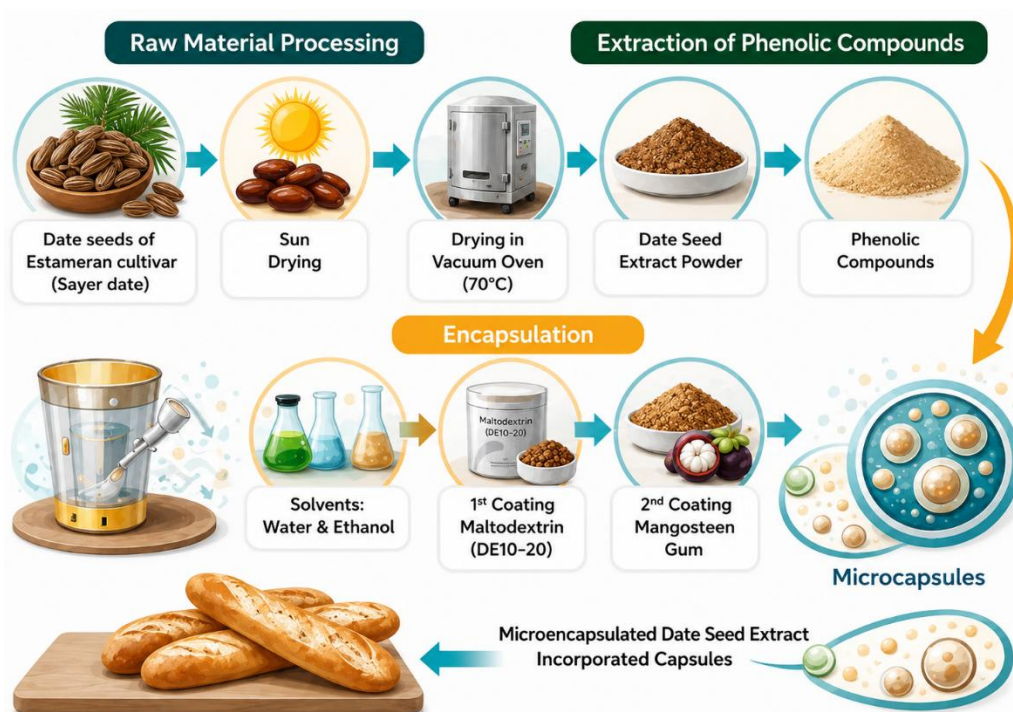 Raw Material Processing
Extraction of Phenolic Compounds
Date seeds of
Estameran cultivar
(Sayer date)
Sun
Drying
Drying in
Vacuum Oven
(70°C)
Date Seed
Extract Powder
Phenolic
Compounds
Encapsulation
Maltodextrin
(DE10-20)
Solvents:
Water & Ethanol
1st Coating
Maltodextrin
(DE10-20)
2nd Coating
Mangosteen
Gum
Microcapsules
Microencapsulated Date Seed Extract
Incorporated Capsules